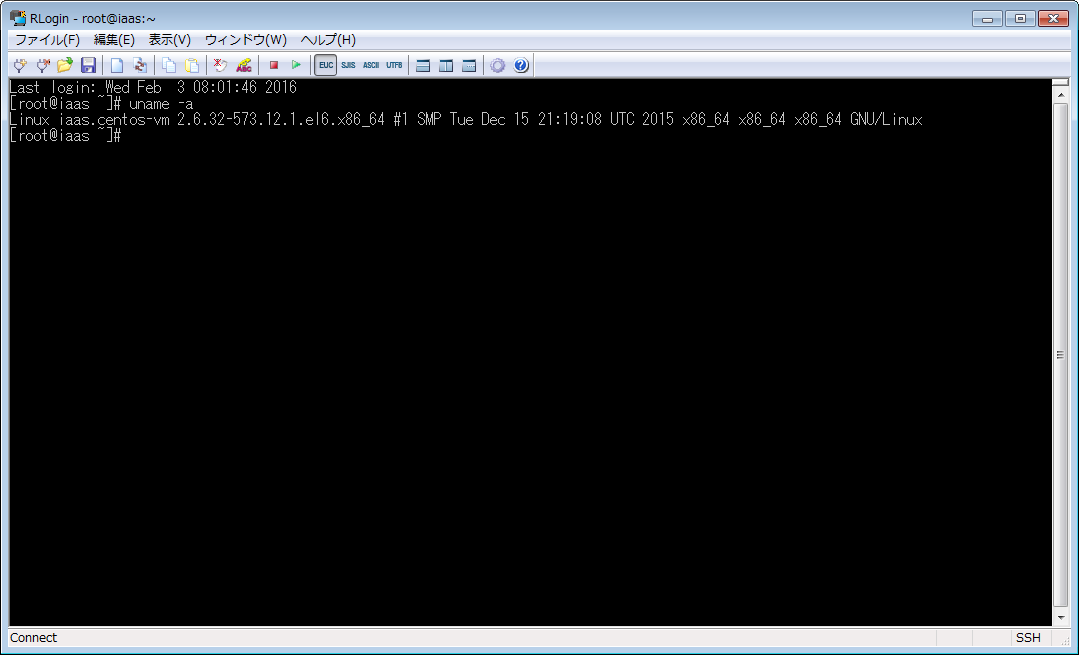 RLogin - root@iaas:~
ファイル(F) 編集(E) 表示(V) ウィンドウ(W) ヘルプ(H)
ABC EUC SJIS ASCII UTF8
Last login: Wed Feb  3 08:01:46 2016
[root@iaas ~]# uname -a
Linux iaas.centos-vm 2.6.32-573.12.1.el6.x86_64 #1 SMP Tue Dec 15 21:19:08 UTC 2015 x86_64 x86_64 x86_64 GNU/Linux
[root@iaas ~]#
Connect SSH